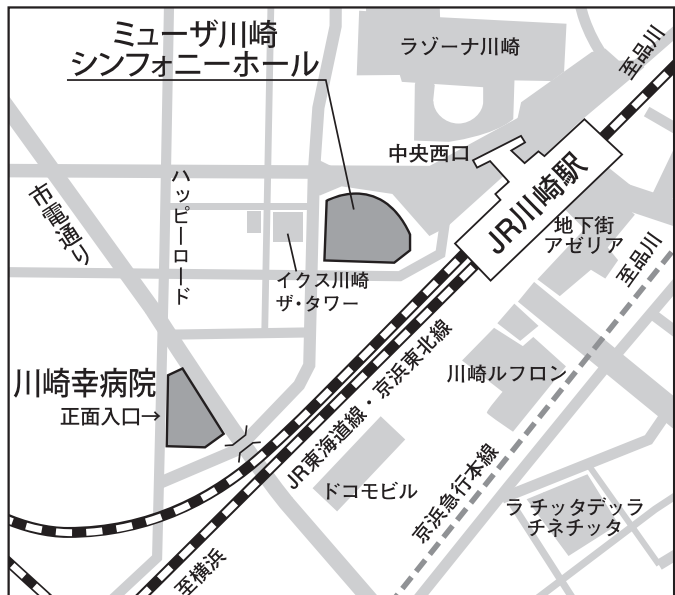 ミューザ川崎
シンフォニーホール
ラゾーナ川崎
至品川
中央西口
JR川崎駅
ハッピーロード
市電通り
地下街
アゼリア
至品川
イクス川崎
ザ・タワー
川崎幸病院
正面入口→
JR東海道線・京浜東北線
川崎ルフロン
ドコモビル
京浜急行本線
ラ チッタデッラ
チネチッタ
至横浜